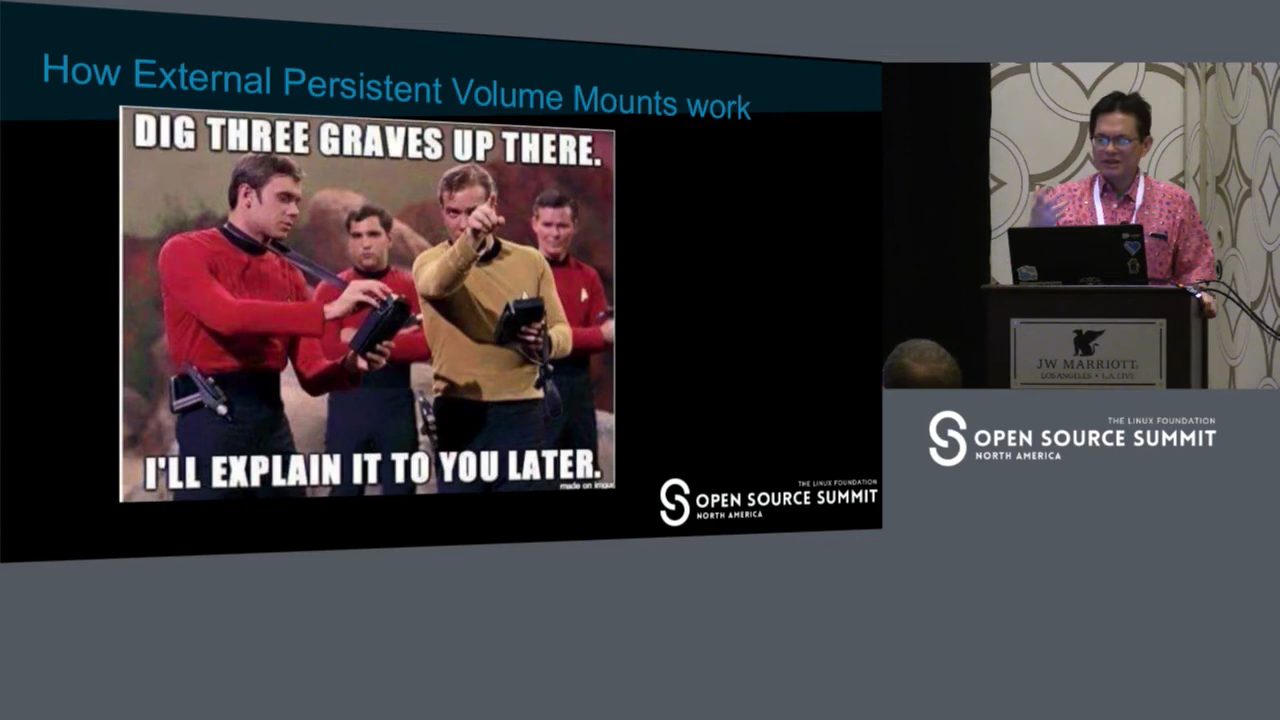 How External Persistent Volume Mounts work
DIG THREE GRAVES UP THERE.
I'LL EXPLAIN IT TO YOU LATER.
made on imgur
THE LINUX FOUNDATION
OPEN SOURCE SUMMIT
NORTH AMERICA
JW MARRIOTT
LOS ANGELES • L.A. LIVE
THE LINUX FOUNDATION
OPEN SOURCE SUMMIT
NORTH AMERICA